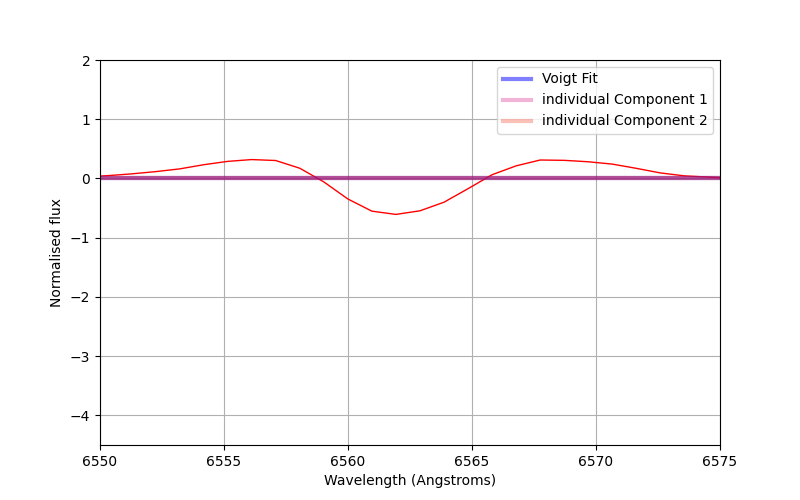 2
1
0
−1
−2
−3
−4
Normalised flux
Voigt Fit
individual Component 1
individual Component 2
6550 6555 6560 6565 6570 6575
Wavelength (Angstroms)